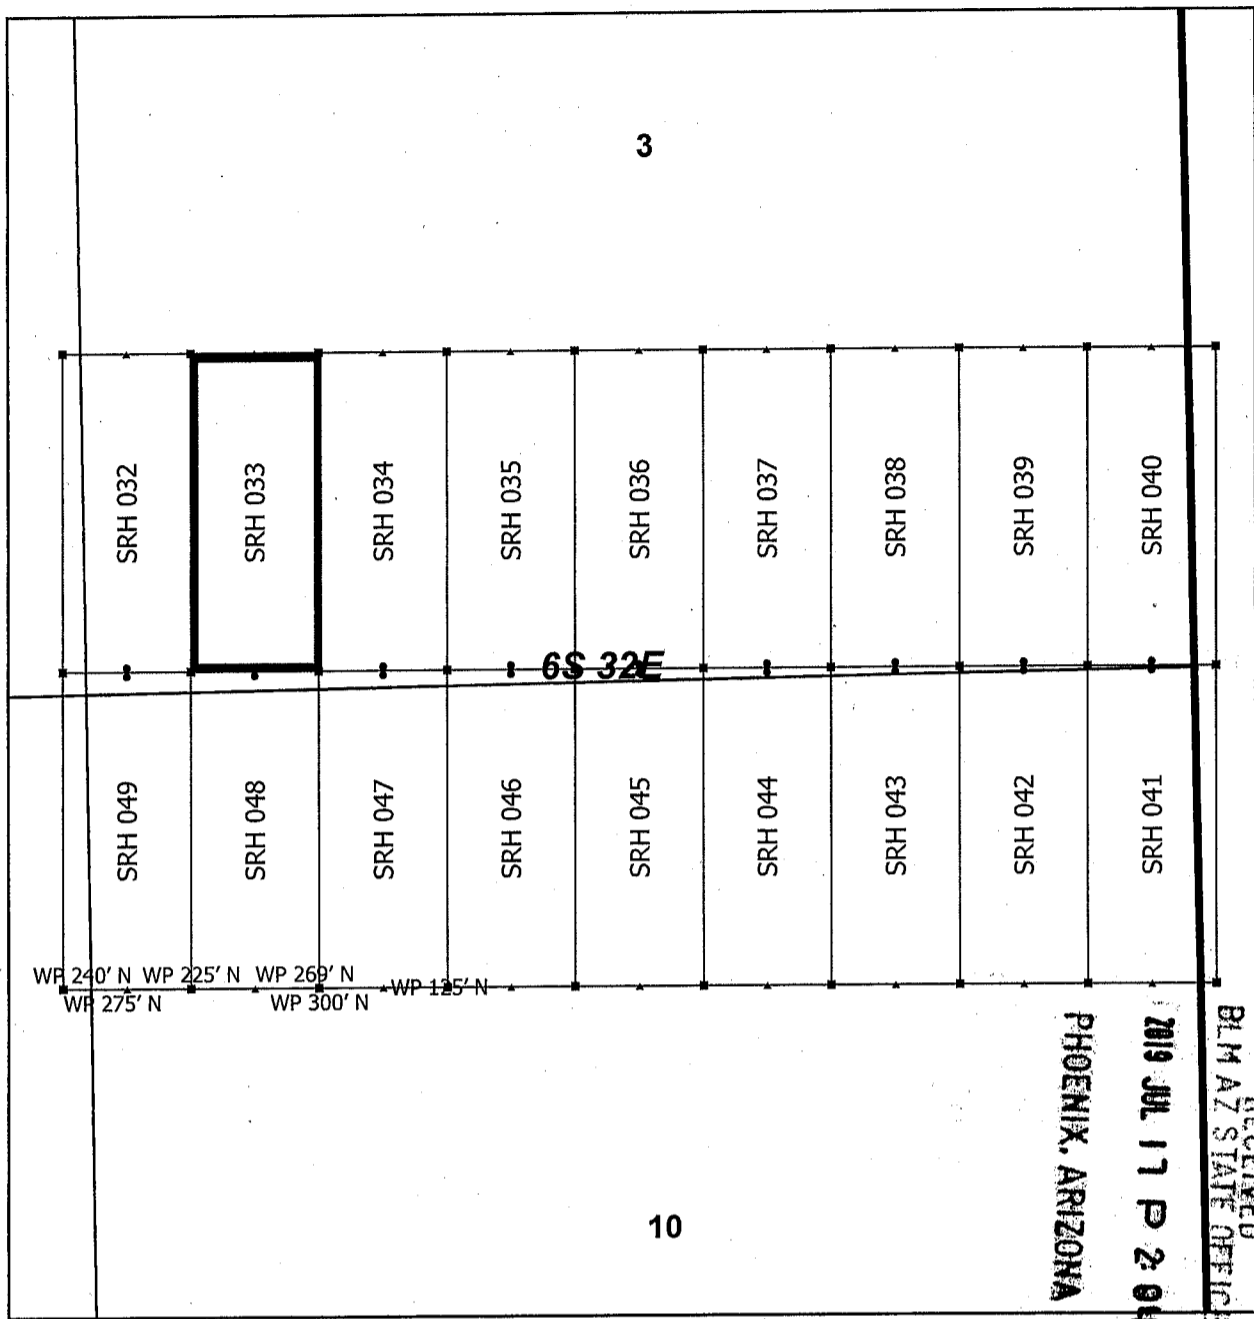 3
SRH 032
SRH 033
SRH 034
SRH 035
SRH 036
SRH 037
SRH 038
SRH 039
SRH 040
6S 32E
SRH 049
SRH 048
SRH 047
SRH 046
SRH 045
SRH 044
SRH 043
SRH 042
SRH 041
WP 240' N WP 225' N WP 269' N
WP 125' N
WP 275' N WP 300' N
10
RECEIVED
BLM AZ STATE OFFIC
2019 JUL 17 P 2:0
PHOENIX, ARIZONA